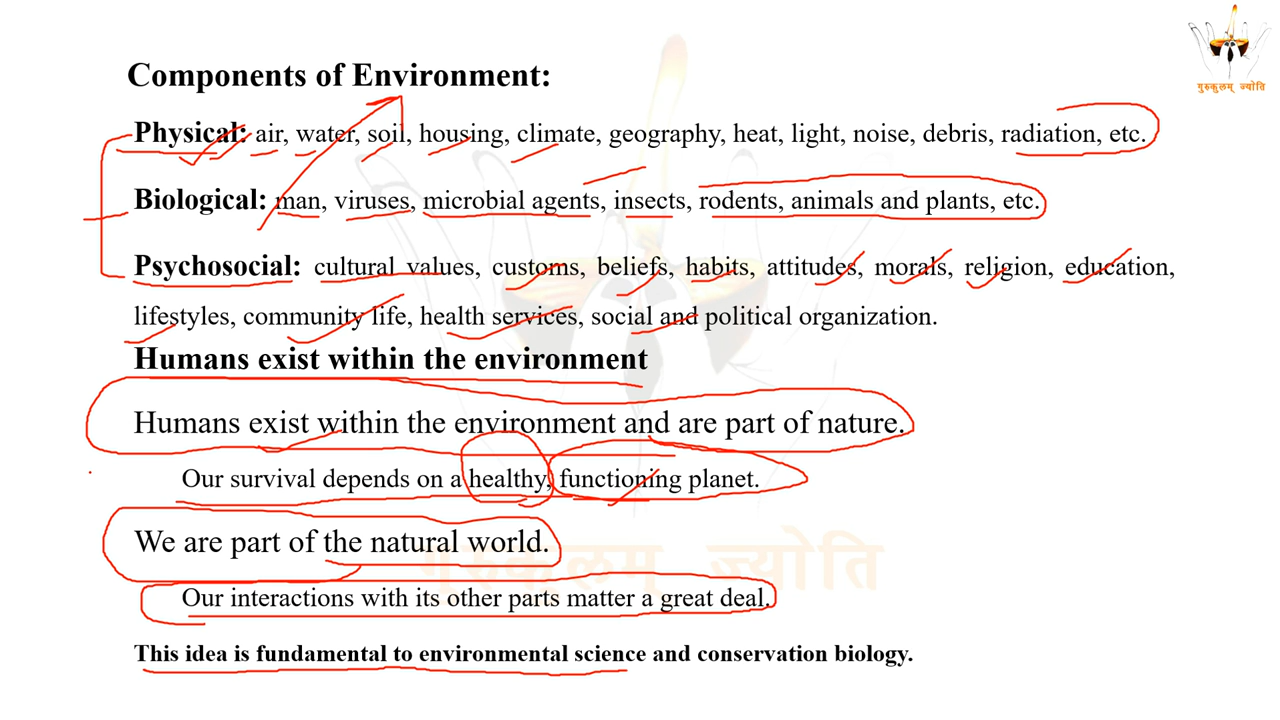 गुरुकुलम् ज्योति
Components of Environment:
Physical: air, water, soil, housing, climate, geography, heat, light, noise, debris, radiation, etc.
Biological: man, viruses, microbial agents, insects, rodents, animals and plants, etc.
Psychosocial: cultural values, customs, beliefs, habits, attitudes, morals, religion, education,
lifestyles, community life, health services, social and political organization.
Humans exist within the environment
Humans exist within the environment and are part of nature.
Our survival depends on a healthy, functioning planet.
We are part of the natural world.
गुरुकुलम् ज्योति
Our interactions with its other parts matter a great deal.
This idea is fundamental to environmental science and conservation biology.